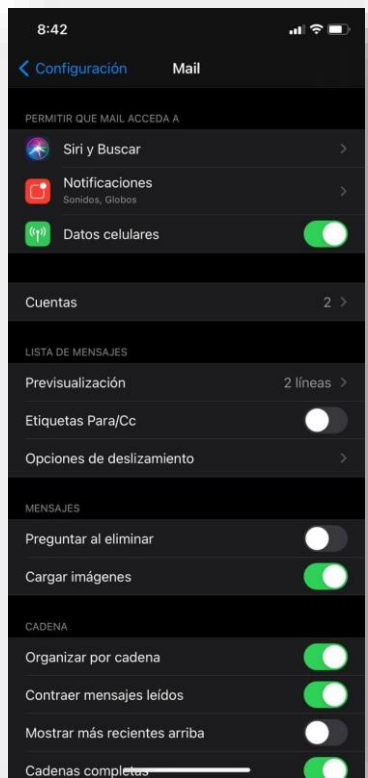 8:42
Configuración Mail
PERMITIR QUE MAIL ACCEDA A
Siri y Buscar
Notificaciones
Sonidos, Globos
Datos celulares
Cuentas 2
LISTA DE MENSAJES
Previsualización 2 líneas
Etiquetas Para/Cc
Opciones de deslizamiento
MENSAJES
Preguntar al eliminar
Cargar imágenes
CADENA
Organizar por cadena
Contraer mensajes leídos
Mostrar más recientes arriba
Cadenas completas